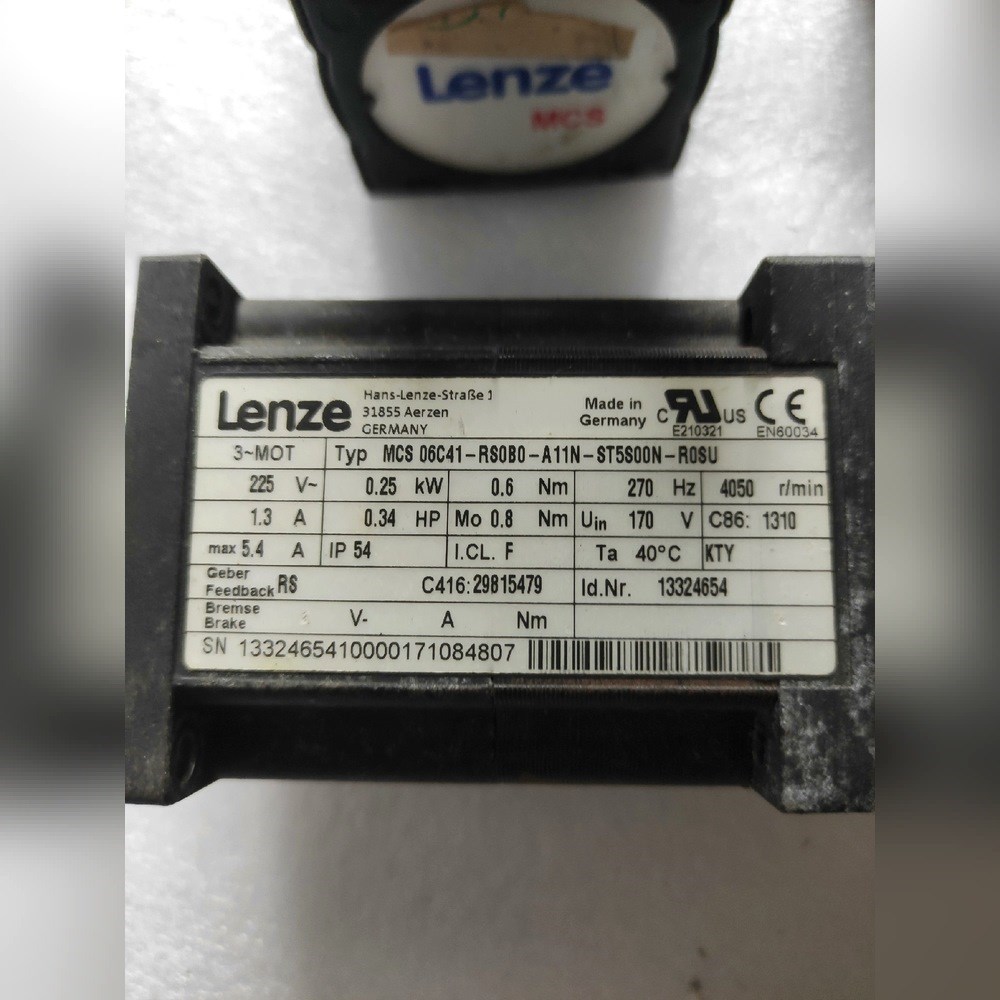 Lenze
MCS
Lenze
Hans-Lenze-Straße 1
31855 Aerzen
GERMANY
Made in
Germany
C UR US
E210321
CE
EN60034
3~MOT Typ MCS 06C41-RS0B0-A11N-ST5S00N-R0SU
225 V~ 0.25 kW 0.6 Nm 270 Hz 4050 r/min
1.3 A 0.34 HP Mo 0.8 Nm Uin 170 V C86: 1310
max 5.4 A IP 54 I.CL. F Ta 40°C KTY
Geber
Feedback RS C416:29815479 Id.Nr. 13324654
Bremse
Brake V- A Nm
SN 1332465410000171084807